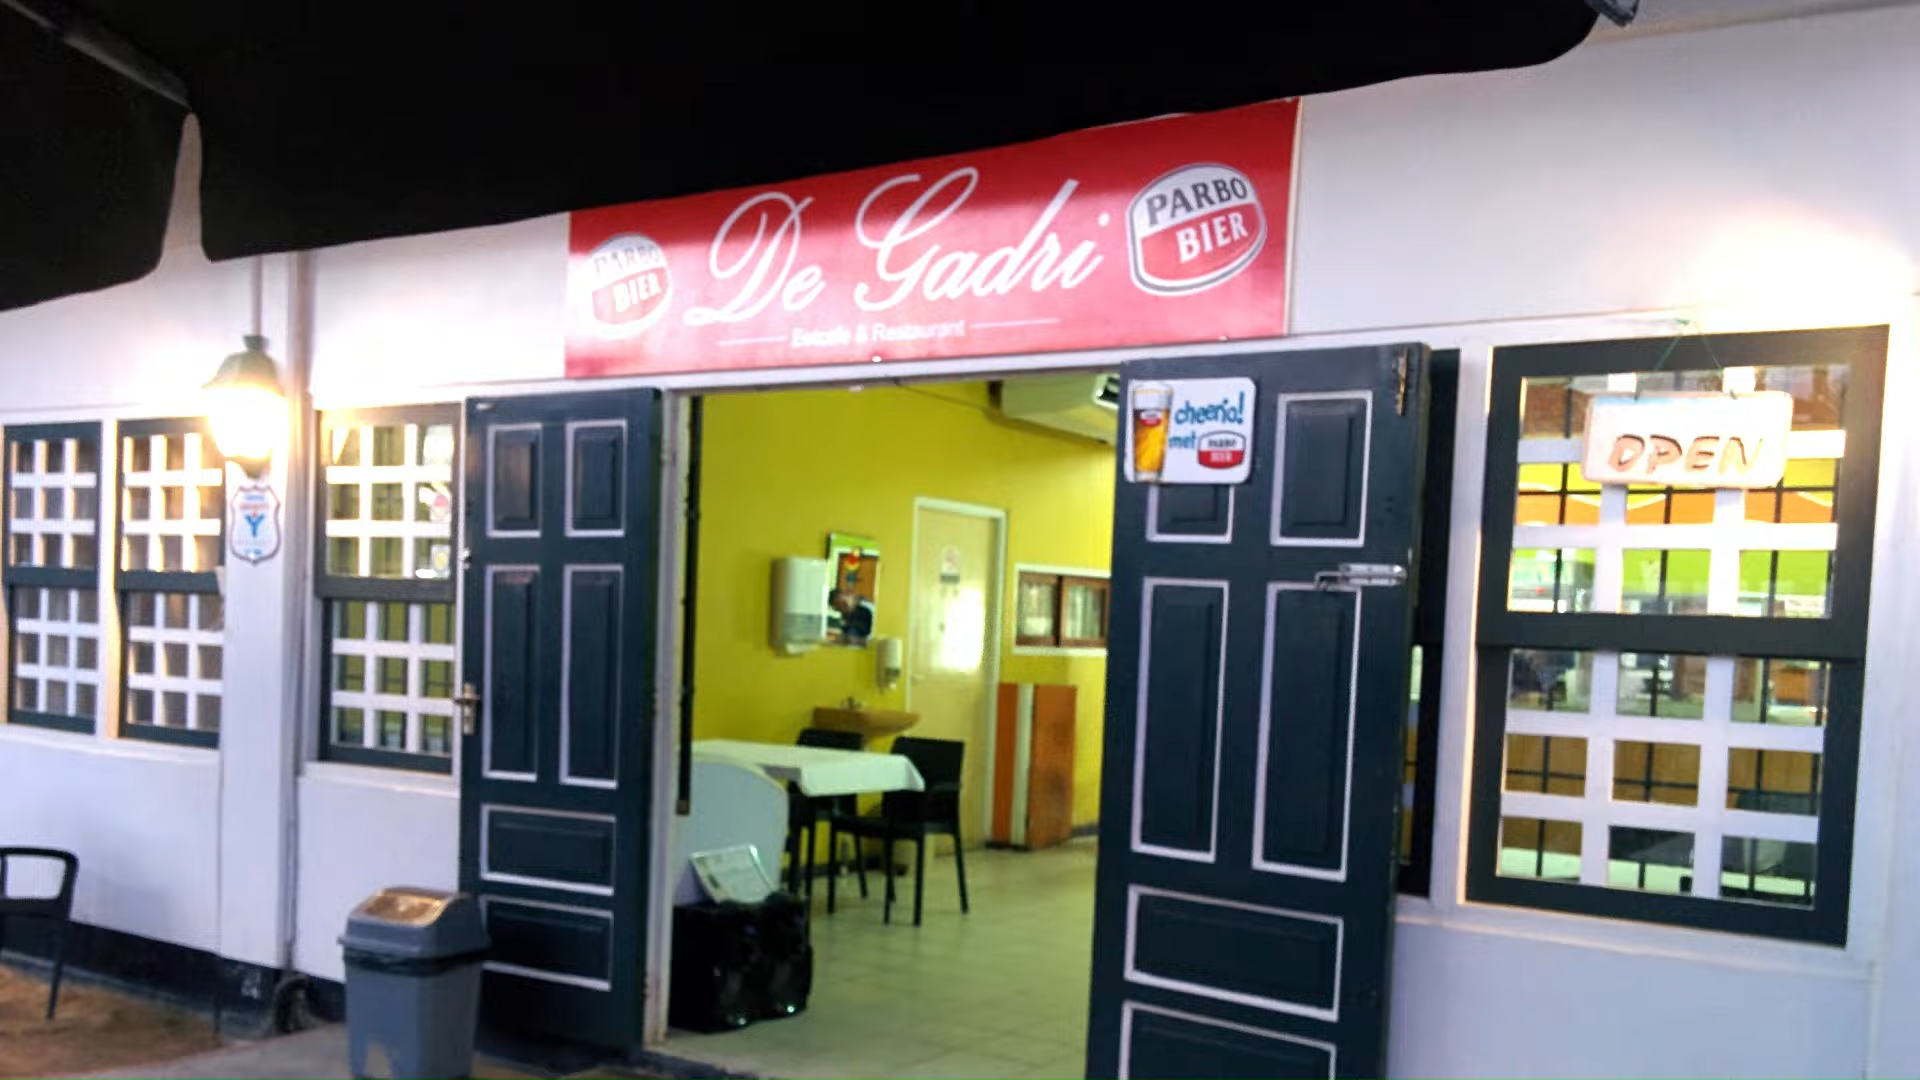 PARBO
BIER
De Gadri
Eetcafe & Restaurant
PARBO
BIER
cheerio!
met
PARBO
BIER
OPEN